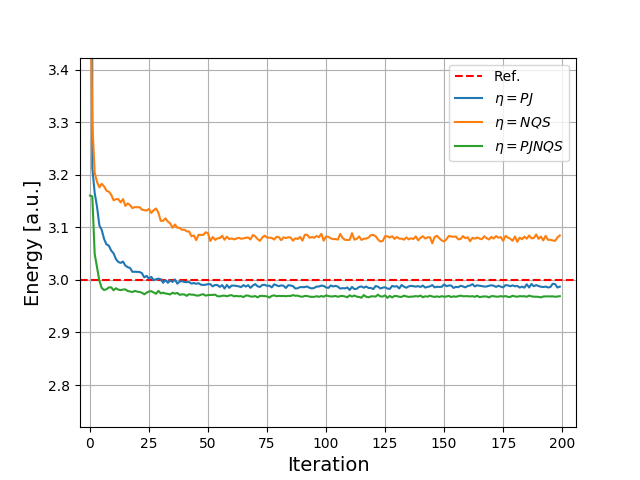 Ref.
η = PJ
η = NQS
η = PJNQS
Energy [a.u.]
3.4
3.3
3.2
3.1
3.0
2.9
2.8
0 25 50 75 100 125 150 175 200
Iteration